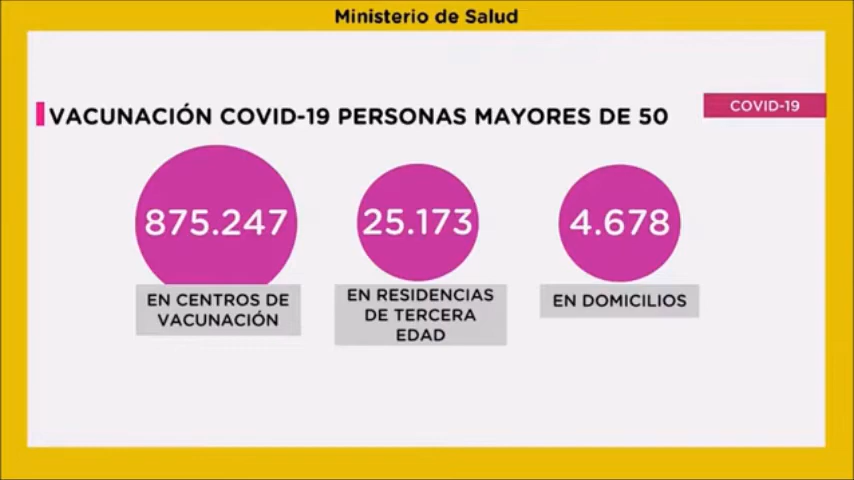 Ministerio de Salud
VACUNACIÓN COVID-19 PERSONAS MAYORES DE 50
COVID-19
875.247
25.173
4.678
EN CENTROS DE
VACUNACIÓN
EN RESIDENCIAS
DE TERCERA
EDAD
EN DOMICILIOS